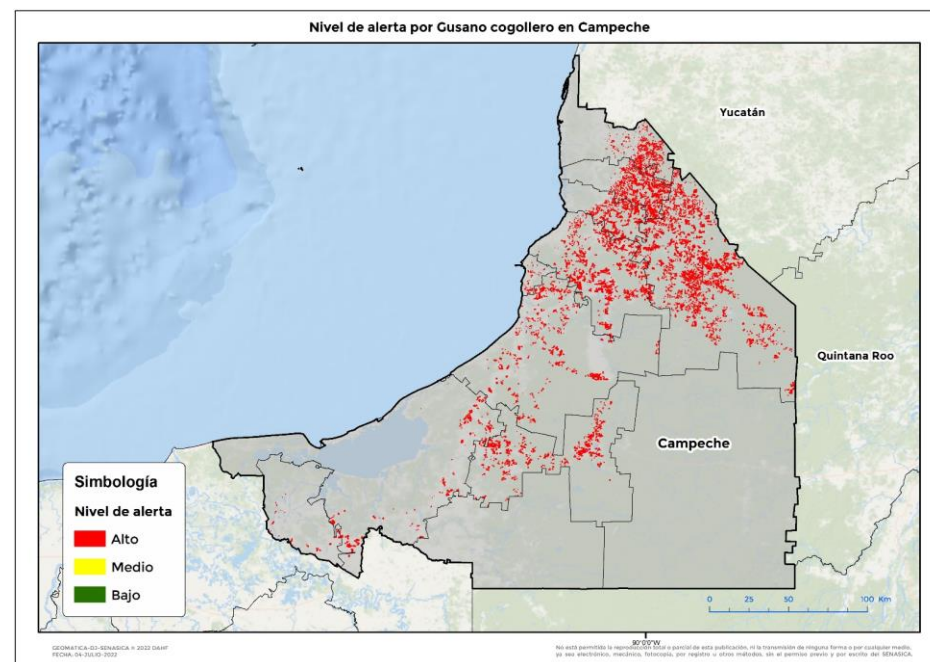 Nivel de alerta por Gusano cogollero en Campeche
Yucatán
Quintana Roo
Campeche
Simbología
Nivel de alerta
Alto
Medio
Bajo
0 25 50 100 Km
90°0'0"W
GEOMATICA-DJ-SENASICA © 2022 DAHF
FECHA: 04-JULIO-2022
No está permitida la reproducción total o parcial de esta publicación, ni la transmisión de ninguna forma o por cualquier medio,
ya sea electrónico, mecánico, fotocopia, por registro u otros métodos, sin el permiso previo y por escrito del SENASICA.